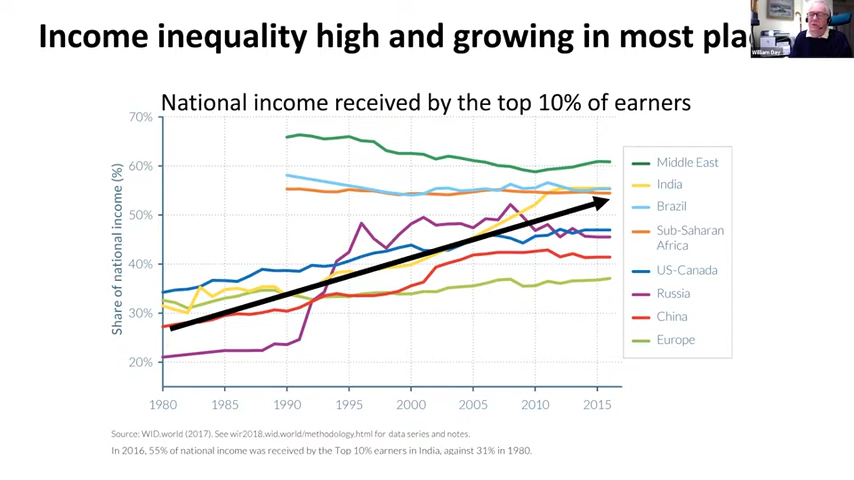 Income inequality high and growing in most pla
William Day
National income received by the top 10% of earners
Share of national income (%)
70%
60%
50%
40%
30%
20%
1980 1985 1990 1995 2000 2005 2010 2015
Middle East
India
Brazil
Sub-Saharan
Africa
US-Canada
Russia
China
Europe
Source: WID.world (2017). See wir2018.wid.world/methodology.html for data series and notes.
In 2016, 55% of national income was received by the Top 10% earners in India, against 31% in 1980.